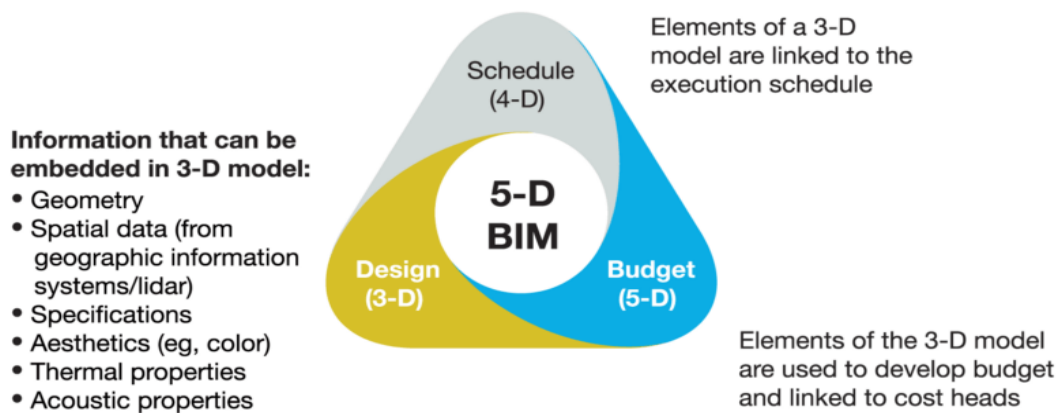 Schedule
(4-D)
Elements of a 3-D
model are linked to the
execution schedule
Information that can be
embedded in 3-D model:
• Geometry
• Spatial data (from
geographic information
systems/lidar)
• Specifications
• Aesthetics (eg, color)
• Thermal properties
• Acoustic properties
5-D
BIM
Design
(3-D)
Budget
(5-D)
Elements of the 3-D model
are used to develop budget
and linked to cost heads